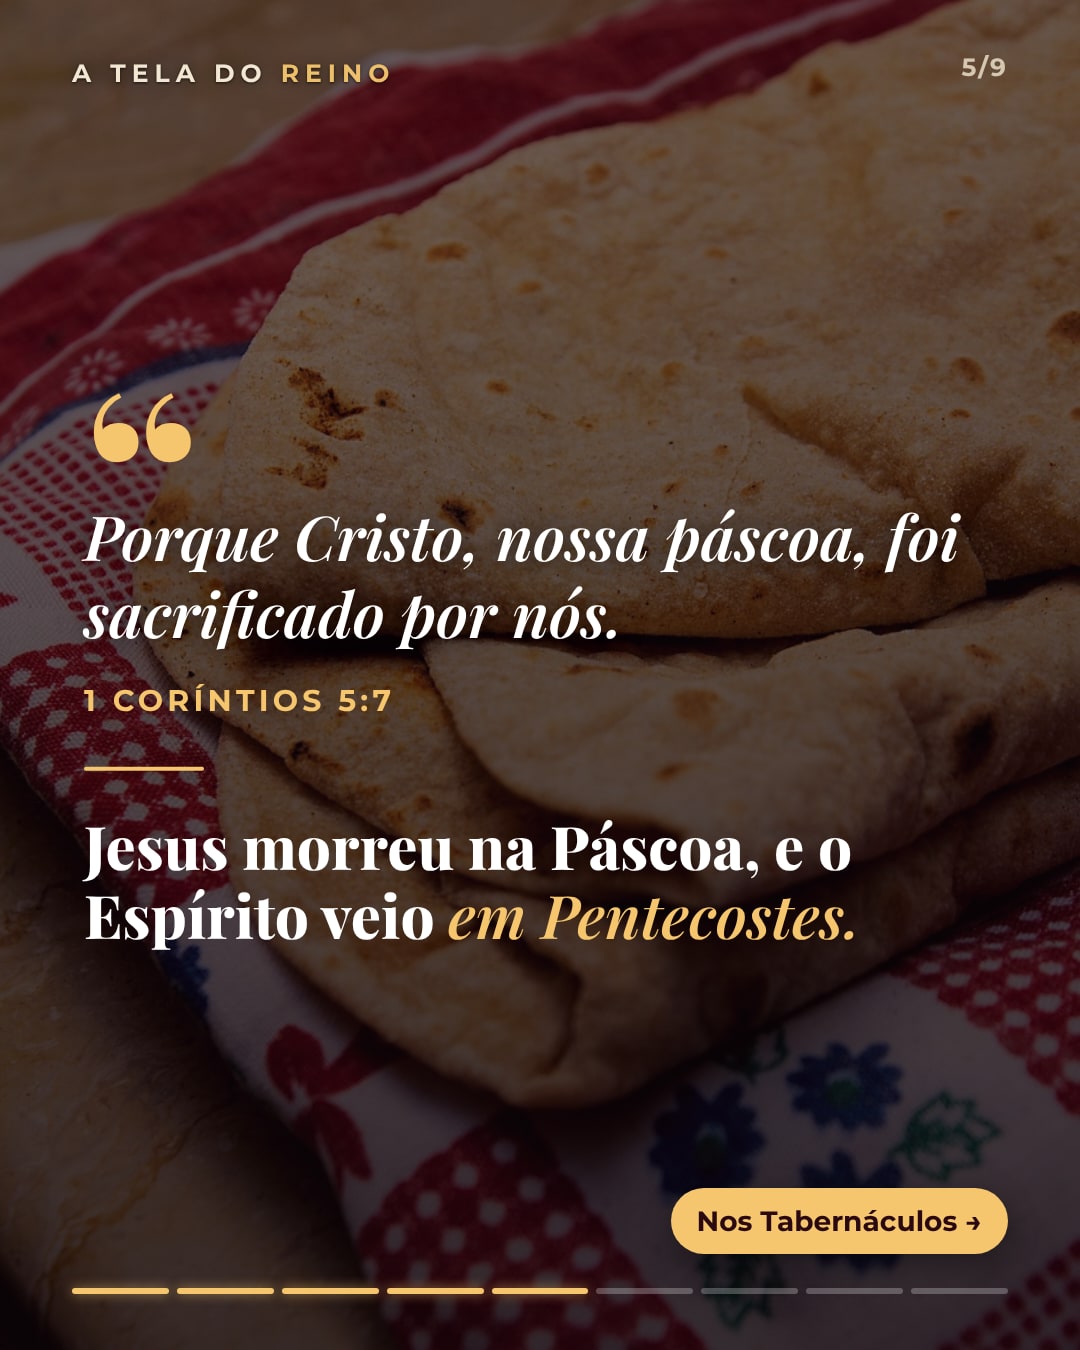 A TELA DO REINO
5/9
“
Porque Cristo, nossa páscoa, foi
sacrificado por nós.
1 CORÍNTIOS 5:7
Jesus morreu na Páscoa, e o
Espírito veio em Pentecostes.
Nos Tabernáculos →